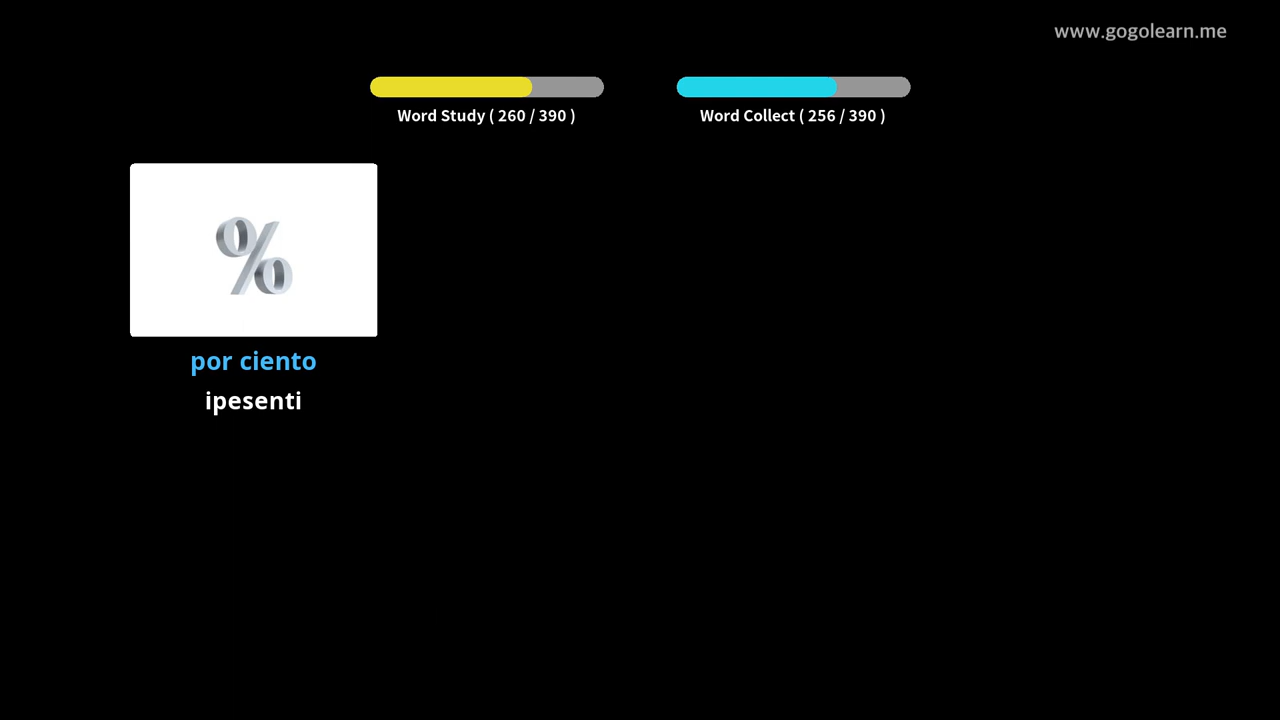 www.gogolearn.me
Word Study ( 260 / 390 )
Word Collect ( 256 / 390 )
%
por ciento
ipesenti